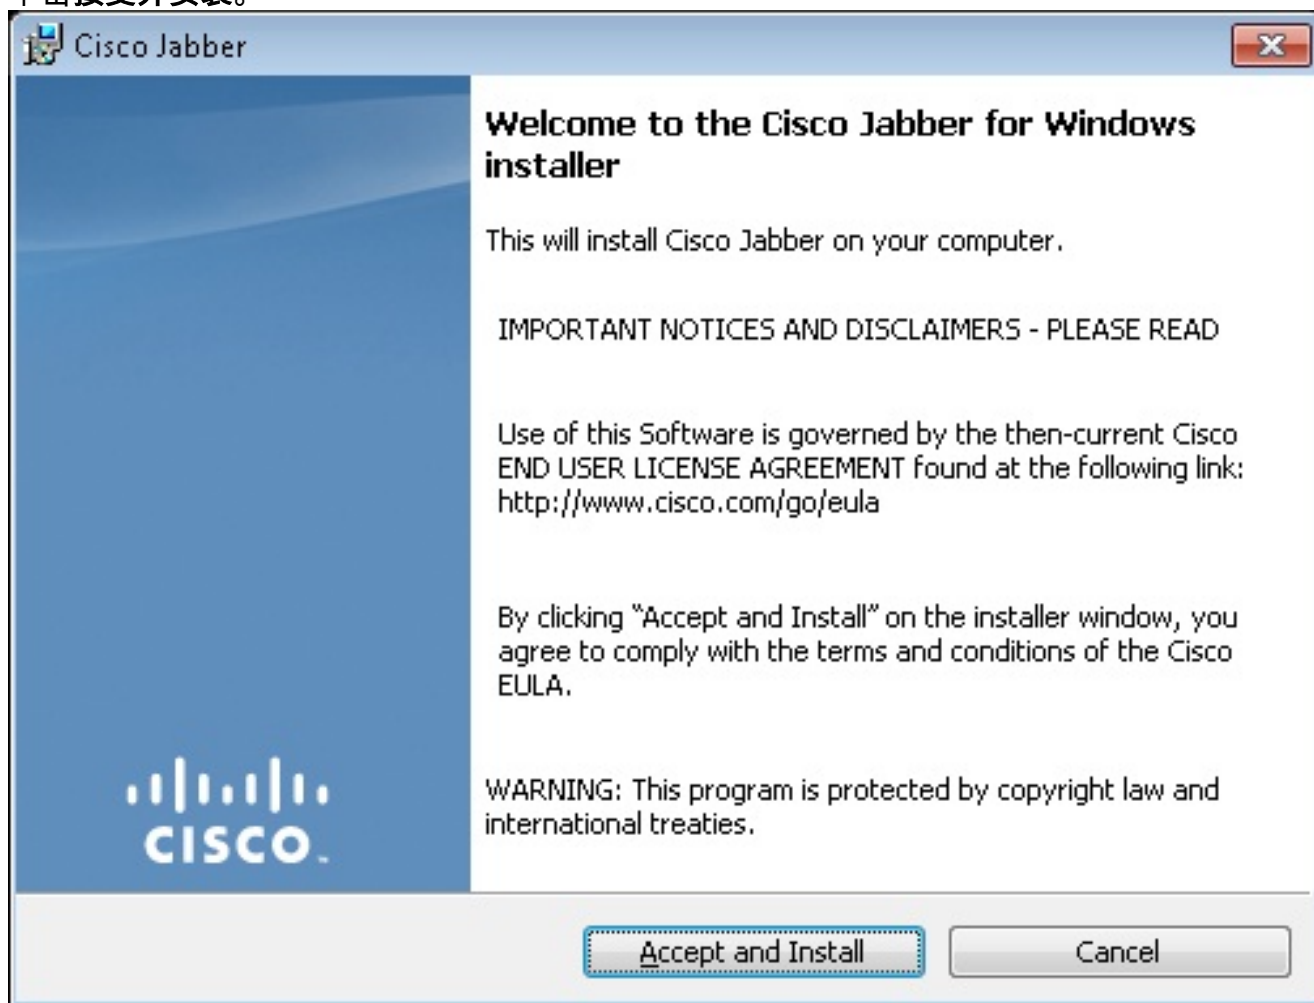 Cisco Jabber
Welcome to the Cisco Jabber for Windows
installer
This will install Cisco Jabber on your computer.
IMPORTANT NOTICES AND DISCLAIMERS - PLEASE READ
Use of this Software is governed by the then-current Cisco
END USER LICENSE AGREEMENT found at the following link:
http://www.cisco.com/go/eula
By clicking “Accept and Install” on the installer window, you
agree to comply with the terms and conditions of the Cisco
EULA.
WARNING: This program is protected by copyright law and
international treaties.
CISCO
Accept and Install
Cancel